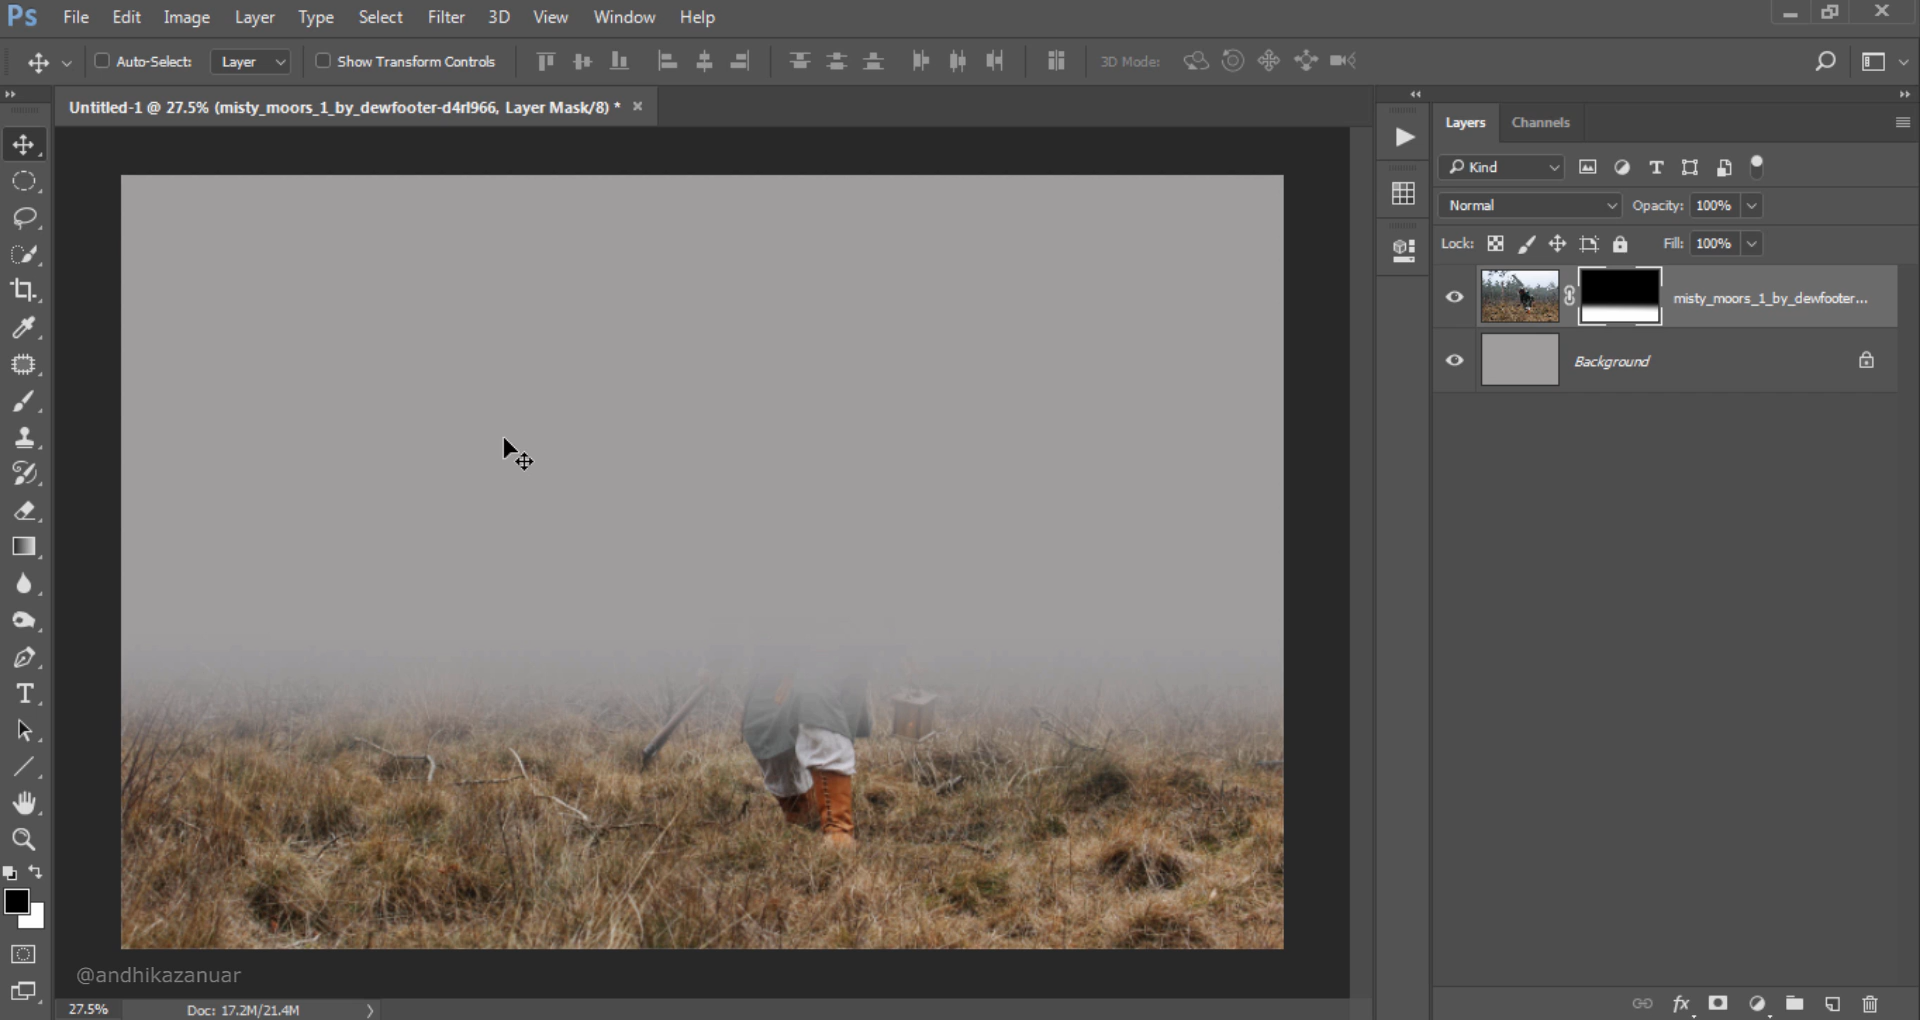 Ps File Edit Image Layer Type Select Filter 3D View Window Help
Auto-Select: Layer Show Transform Controls 3D Mode:
Untitled-1 @ 27.5% (misty_moors_1_by_dewfooter-d4rl966, Layer Mask/8) *
Layers Channels
Kind
Normal Opacity: 100%
Lock: Fill: 100%
misty_moors_1_by_dewfooter...
Background
@andhikazanuar
27.5% Doc: 17.2M/21.4M
fx